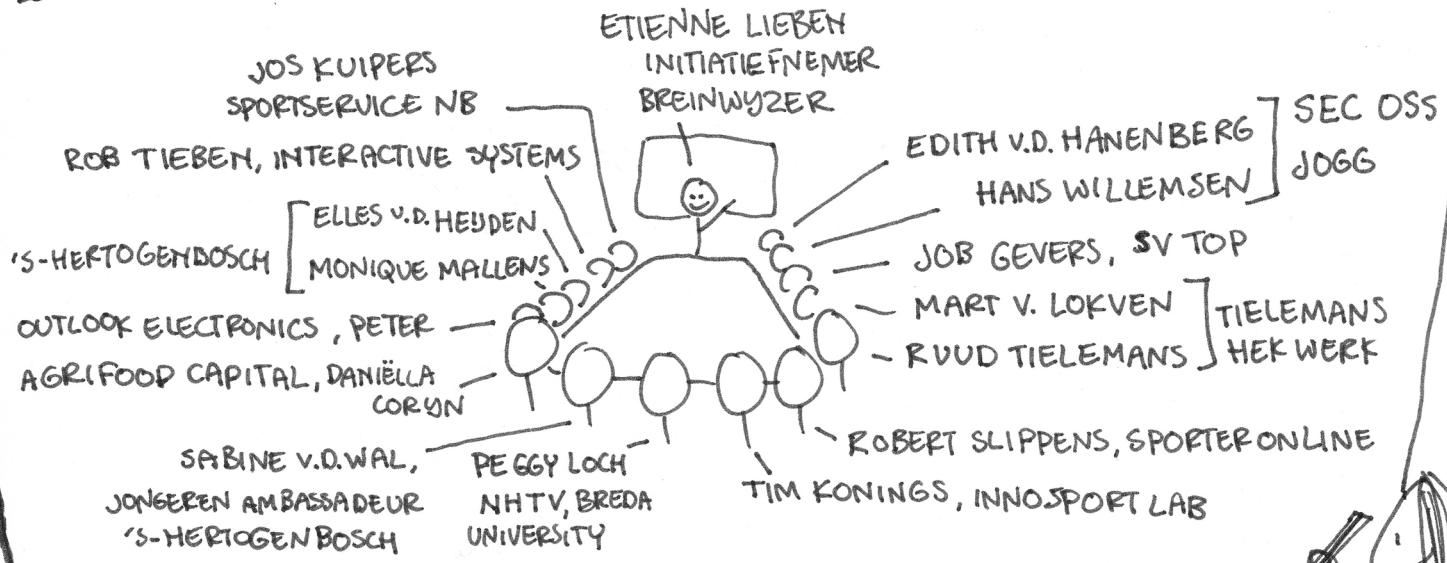 ETIENNE LIEBEN
INITIATIEFNEMER
BREINWYZER
JOS KUIPERS
SPORTSERVICE NB
ROB TIEBEN, INTERACTIVE SYSTEMS
ELLES V.D. HEIJDEN
MONIQUE MALLENS
'S-HERTOGENBOSCH
OUTLOOK ELECTRONICS, PETER
AGRIFOOD CAPITAL, DANIËLLA
CORIJN
SABINE V.D. WAL,
JONGEREN AMBASSADEUR
'S-HERTOGENBOSCH
PEGGY LOCH
NHTV, BREDA
UNIVERSITY
TIM KONINGS, INNOSPORT LAB
ROBERT SLIPPENS, SPORTERONLINE
EDITH V.D. HANENBERG
HANS WILLEMSEN
SEC OSS
JOGG
JOB GEVERS, SV TOP
MART V. LOKVEN
RUUD TIELEMANS
TIELEMANS
HEKWERK